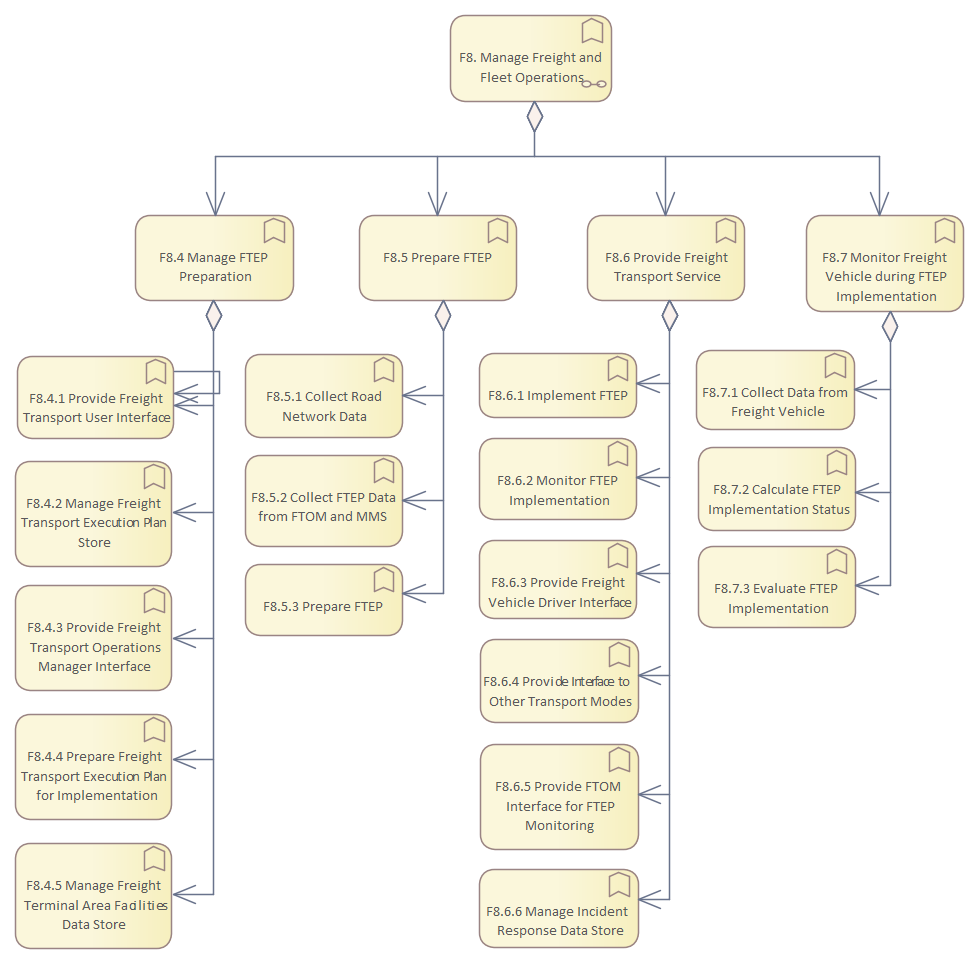 F8. Manage Freight and
Fleet Operations
F8.4 Manage FTEP
Preparation
F8.5 Prepare FTEP
F8.6 Provide Freight
Transport Service
F8.7 Monitor Freight
Vehicle during FTEP
Implementation
F8.4.1 Provide Freight
Transport User Interface
F8.4.2 Manage Freight
Transport Execution Plan
Store
F8.4.3 Provide Freight
Transport Operations
Manager Interface
F8.4.4 Prepare Freight
Transport Execution Plan
for Implementation
F8.4.5 Manage Freight
Terminal Area Facilities
Data Store
F8.5.1 Collect Road
Network Data
F8.5.2 Collect FTEP Data
from FTOM and MMS
F8.5.3 Prepare FTEP
F8.6.1 Implement FTEP
F8.6.2 Monitor FTEP
Implementation
F8.6.3 Provide Freight
Vehicle Driver Interface
F8.6.4 Provide Interface to
Other Transport Modes
F8.6.5 Provide FTOM
Interface for FTEP
Monitoring
F8.6.6 Manage Incident
Response Data Store
F8.7.1 Collect Data from
Freight Vehicle
F8.7.2 Calculate FTEP
Implementation Status
F8.7.3 Evaluate FTEP
Implementation